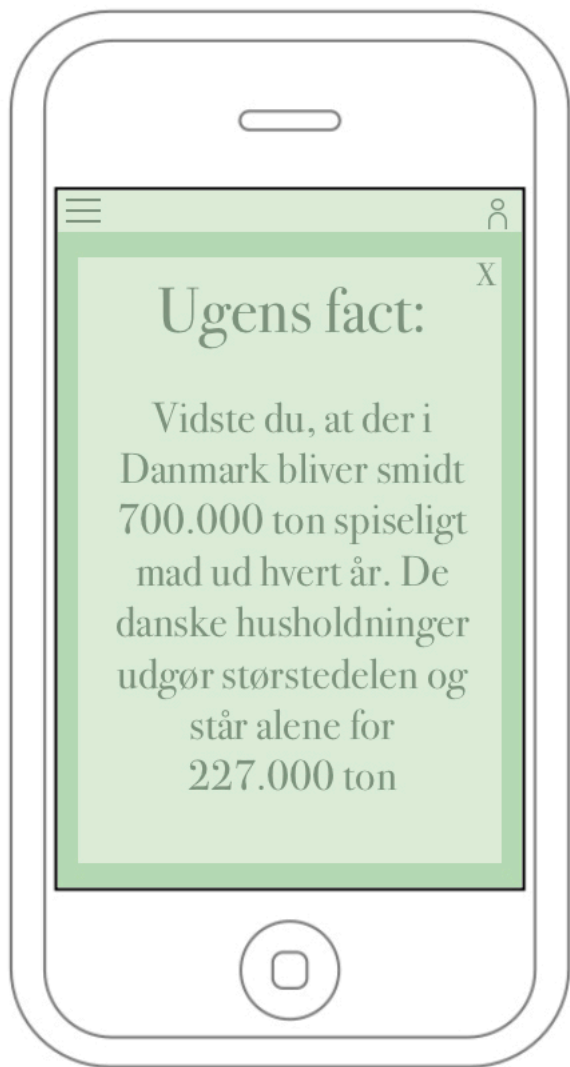 X
Ugens fact:
Vidste du, at der i
Danmark bliver smidt
700.000 ton spiseligt
mad ud hvert år. De
danske husholdninger
udgør størstedelen og
står alene for
227.000 ton